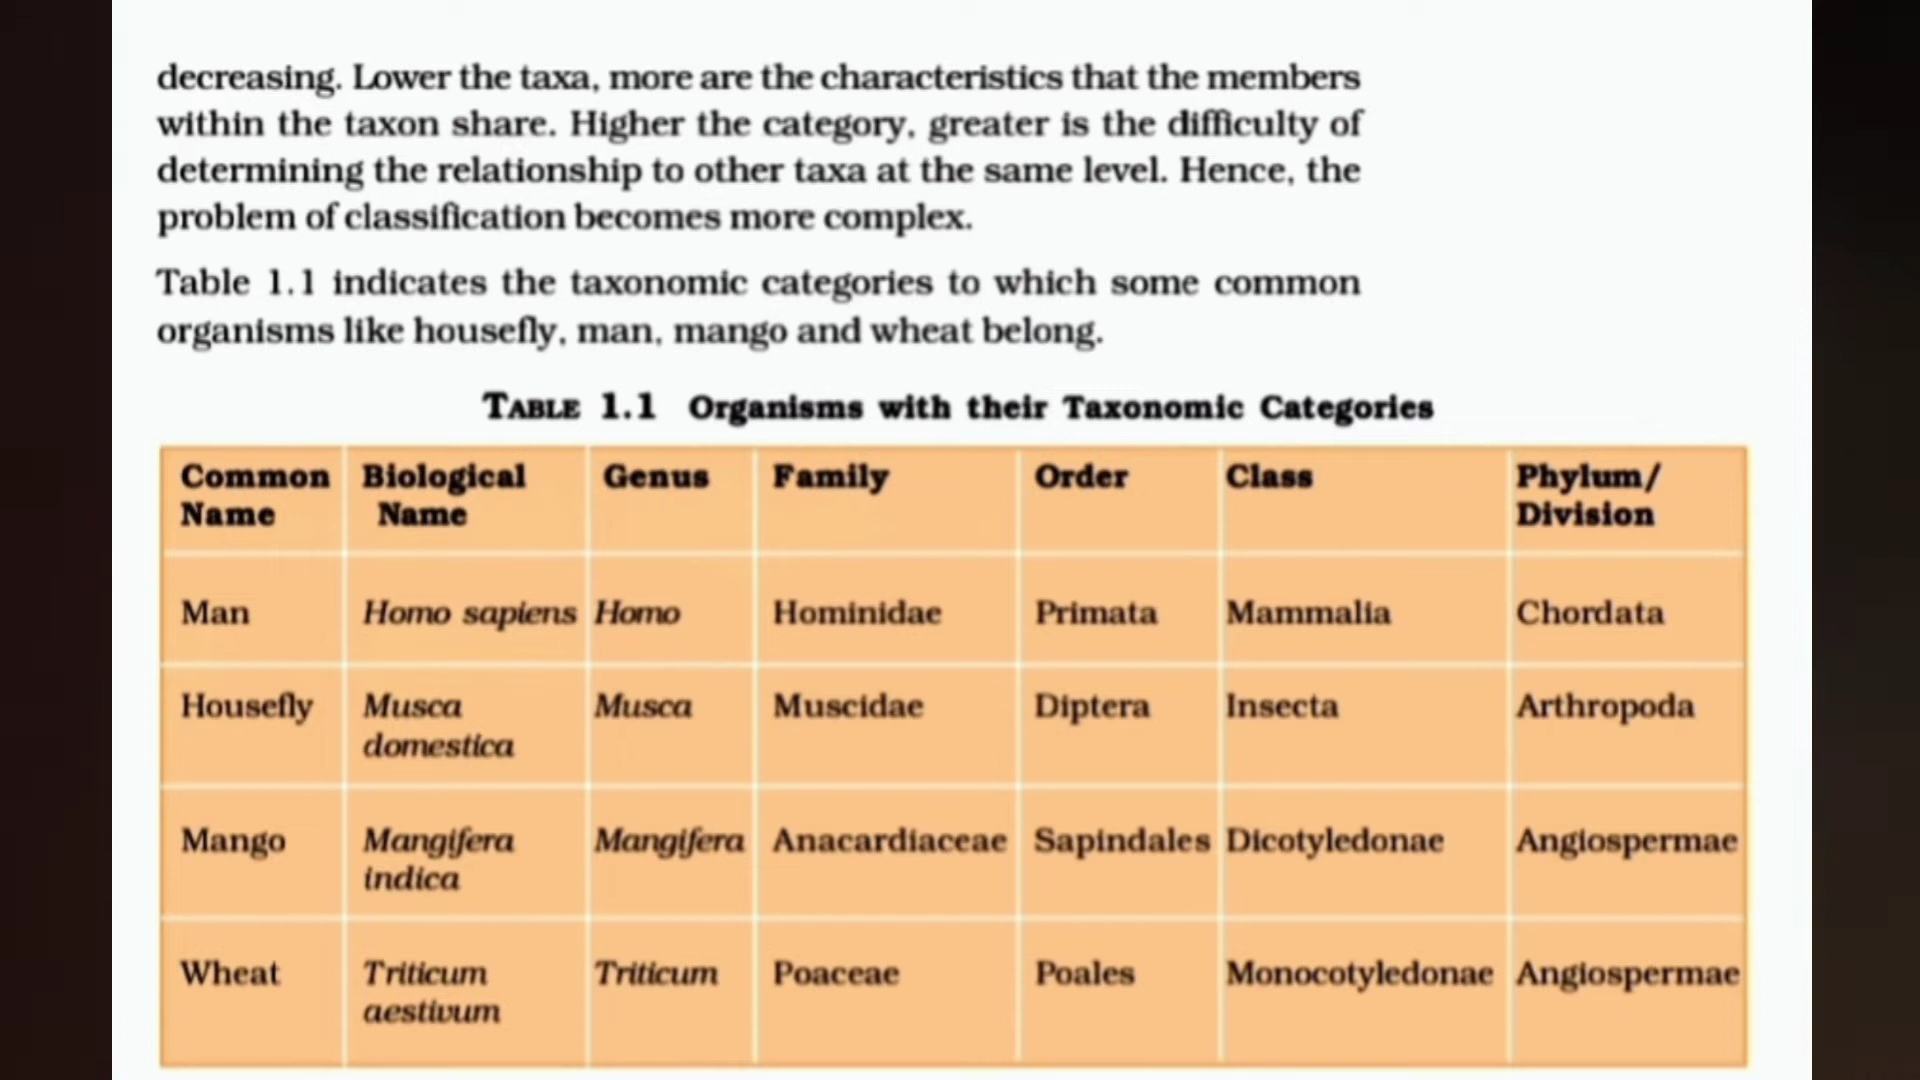 decreasing. Lower the taxa, more are the characteristics that the members
within the taxon share. Higher the category, greater is the difficulty of
determining the relationship to other taxa at the same level. Hence, the
problem of classification becomes more complex.
Table 1.1 indicates the taxonomic categories to which some common
organisms like housefly, man, mango and wheat belong.
TABLE 1.1 Organisms with their Taxonomic Categories
Common Name Biological Name Genus Family Order Class Phylum/ Division
Man Homo sapiens Homo Hominidae Primata Mammalia Chordata
Housefly Musca domestica Musca Muscidae Diptera Insecta Arthropoda
Mango Mangifera indica Mangifera Anacardiaceae Sapindales Dicotyledonae Angiospermae
Wheat Triticum aestivum Triticum Poaceae Poales Monocotyledonae Angiospermae